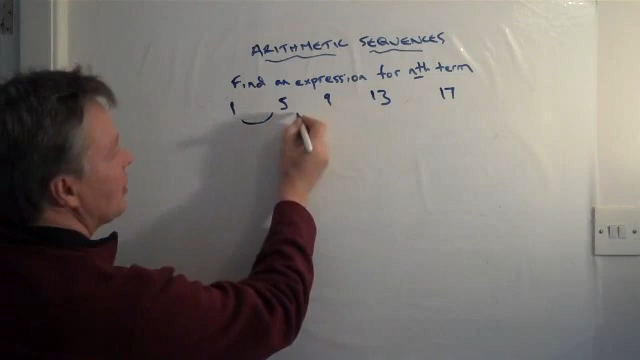 ARITHMETIC SEQUENCES
Find an expression for nth term
1 5 9 13 17